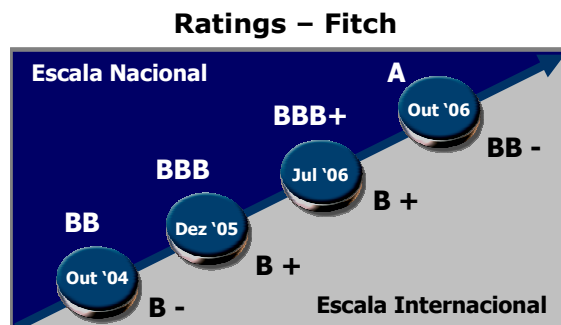 Ratings – Fitch
Escala Nacional
A
Out ‘06
BBB+
BB -
BBB
Jul ‘06
B +
BB
Dez ‘05
B +
Out ‘04
B -
Escala Internacional